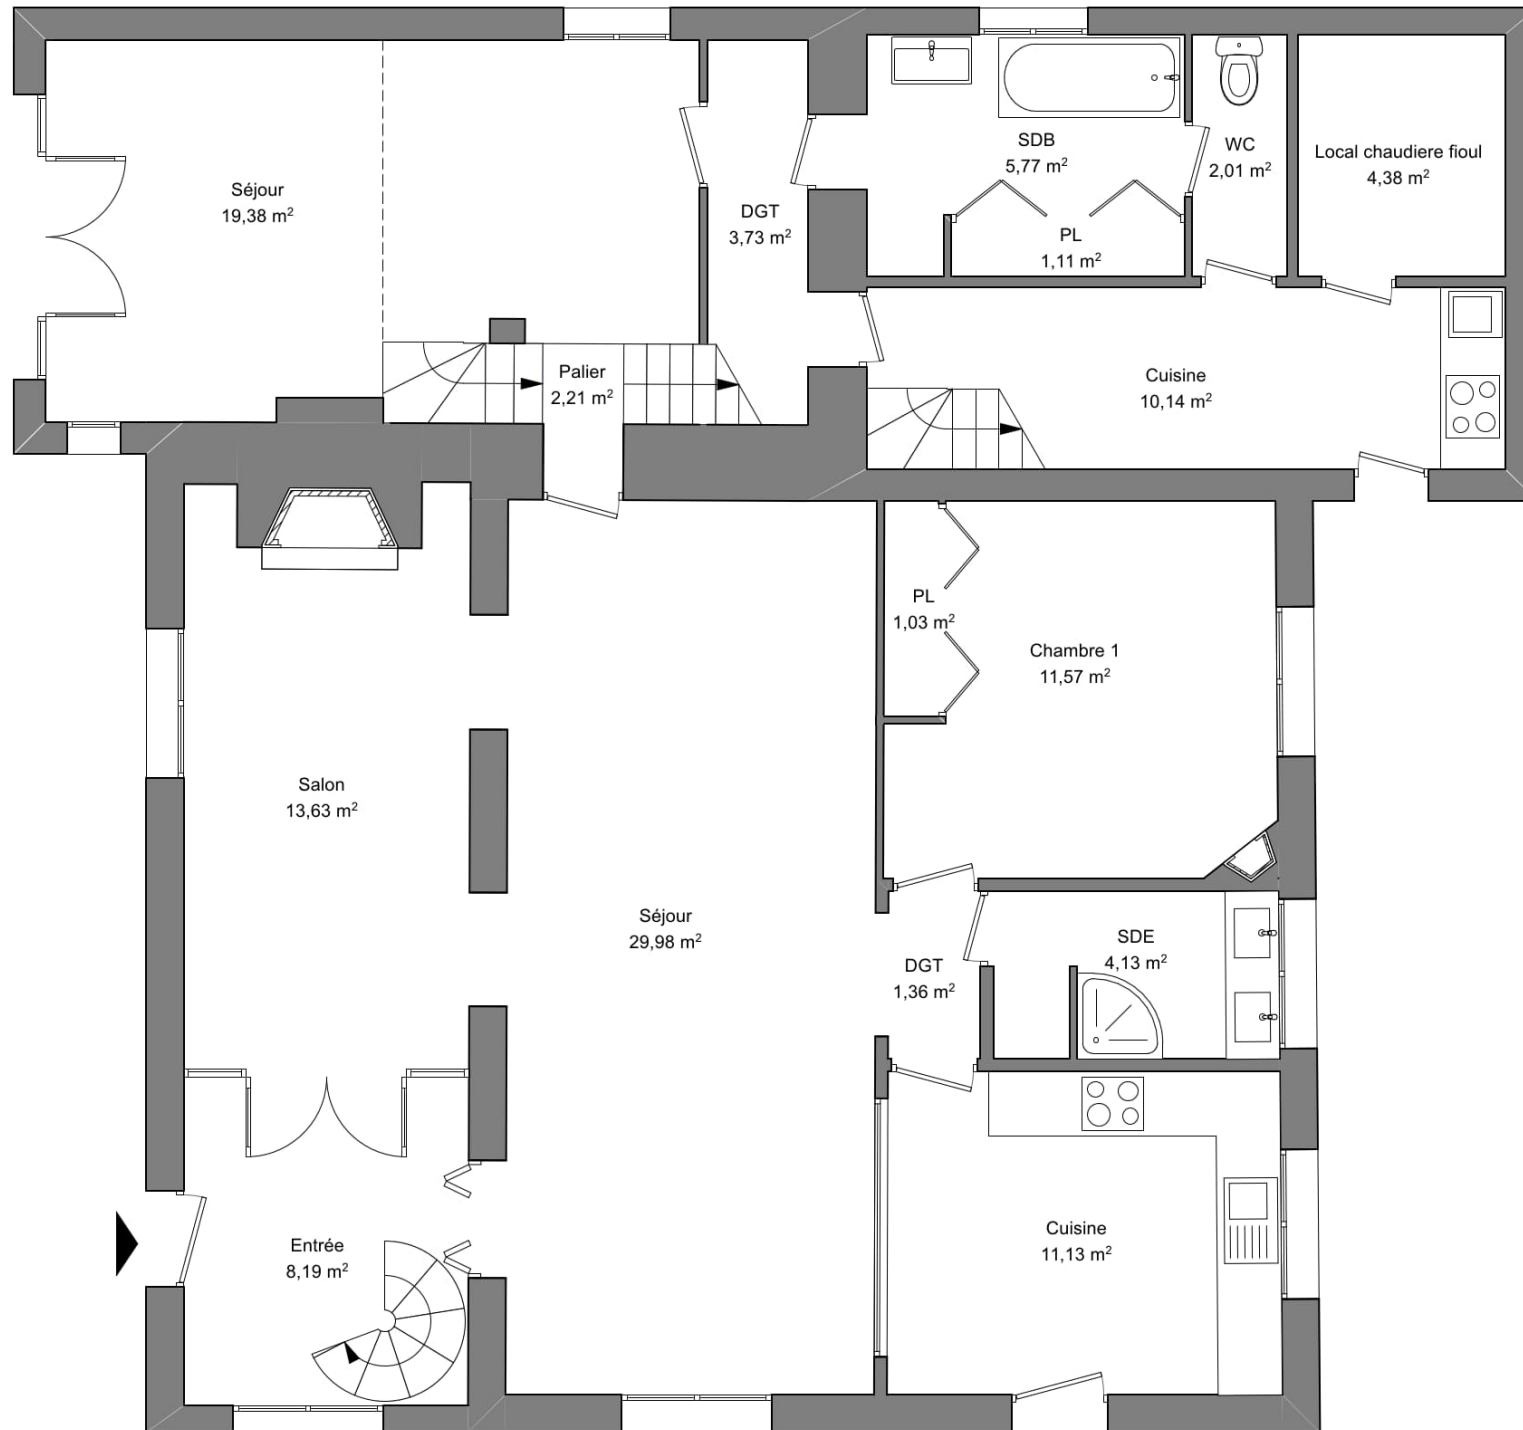 Séjour
19,38 m²
DGT
3,73 m²
SDB
5,77 m²
PL
1,11 m²
WC
2,01 m²
Local chaudiere fioul
4,38 m²
Palier
2,21 m²
Cuisine
10,14 m²
PL
1,03 m²
Chambre 1
11,57 m²
Salon
13,63 m²
Séjour
29,98 m²
DGT
1,36 m²
SDE
4,13 m²
Entrée
8,19 m²
Cuisine
11,13 m²